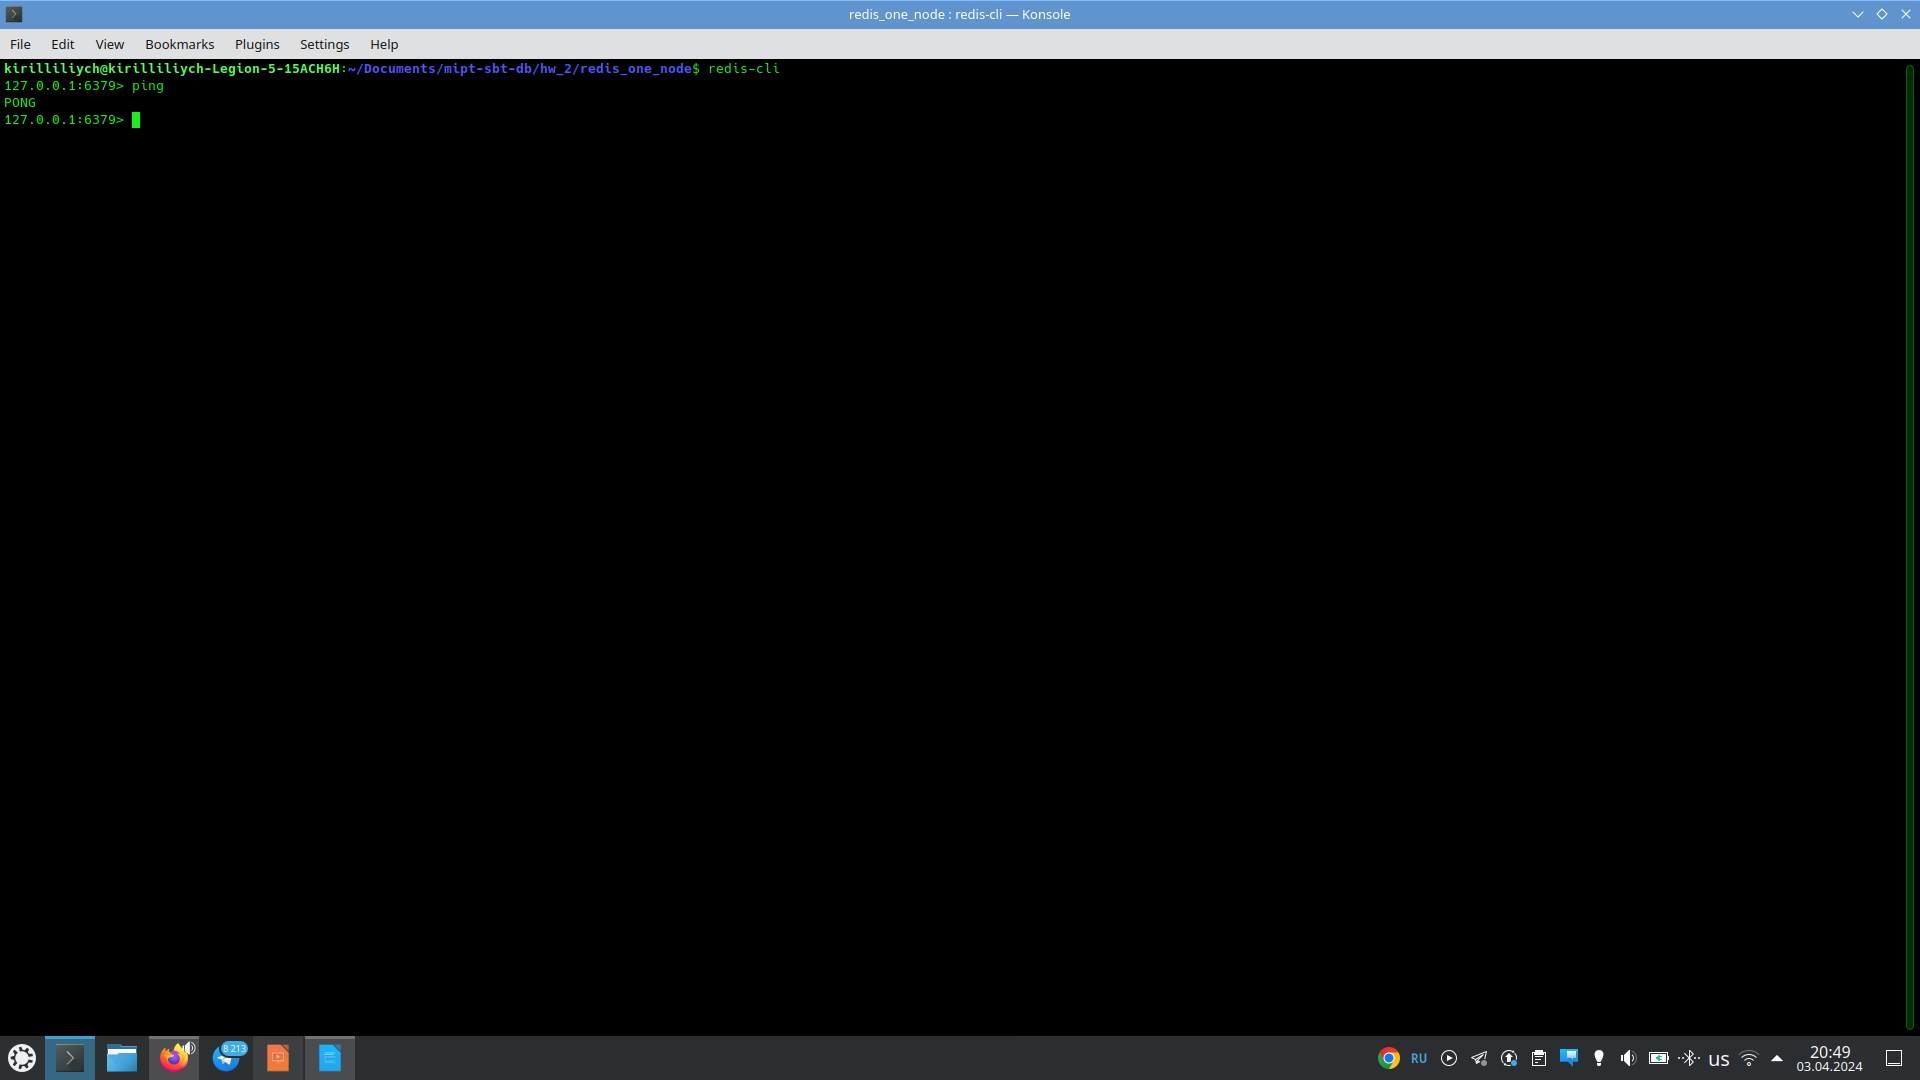 redis_one_node : redis-cli — Konsole
File Edit View Bookmarks Plugins Settings Help
kirilliliych@kirilliliych-Legion-5-15ACH6H:~/Documents/mipt-sbt-db/hw_2/redis_one_node$ redis-cli
127.0.0.1:6379> ping
PONG
127.0.0.1:6379>
8 213
RU
us
20:49
03.04.2024